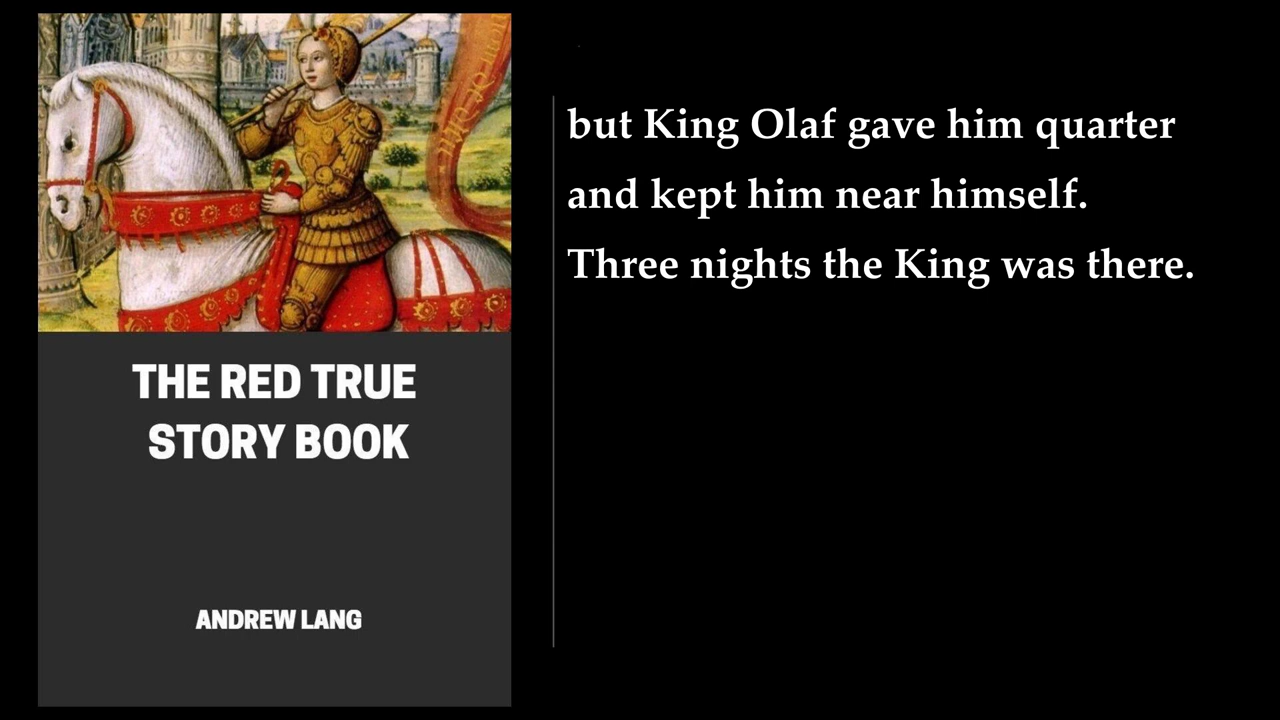 THE RED TRUE
STORY BOOK
ANDREW LANG
but King Olaf gave him quarter
and kept him near himself.
Three nights the King was there.